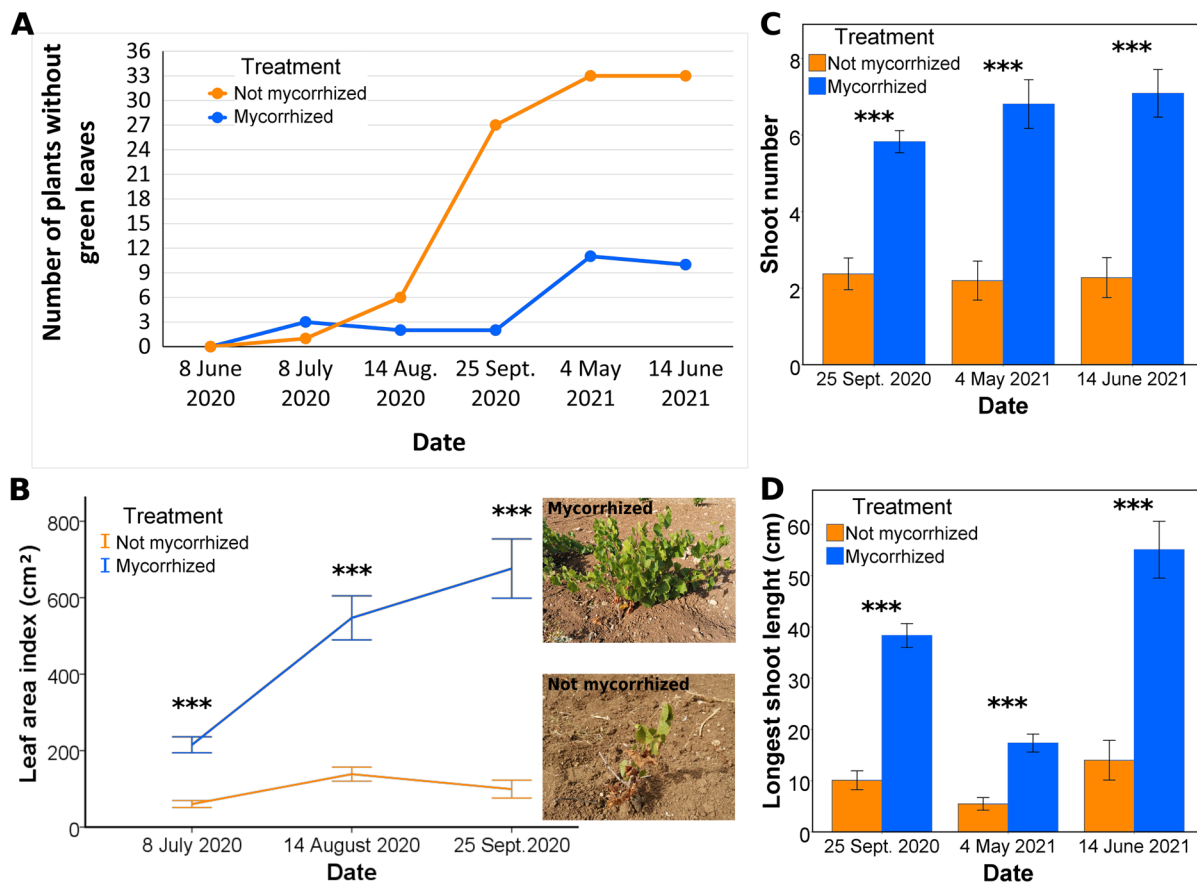 A
Number of plants without
green leaves
36
33
30
27
24
21
18
15
12
9
6
3
0
Treatment
Not mycorrhized
Mycorrhized
8 June
2020
8 July
2020
14 Aug.
2020
25 Sept.
2020
4 May
2021
14 June
2021
Date
B
Leaf area index (cm²)
800
600
400
200
0
Treatment
Not mycorrhized
Mycorrhized
***
***
***
8 July 2020
14 August 2020
25 Sept.2020
Date
Mycorrhized
Not mycorrhized
C
Shoot number
8
6
4
2
0
Treatment
Not mycorrhized
Mycorrhized
***
***
***
25 Sept. 2020
4 May 2021
14 June 2021
Date
D
Longest shoot lenght (cm)
60
50
40
30
20
10
0
Treatment
Not mycorrhized
Mycorrhized
***
***
***
25 Sept. 2020
4 May 2021
14 June 2021
Date